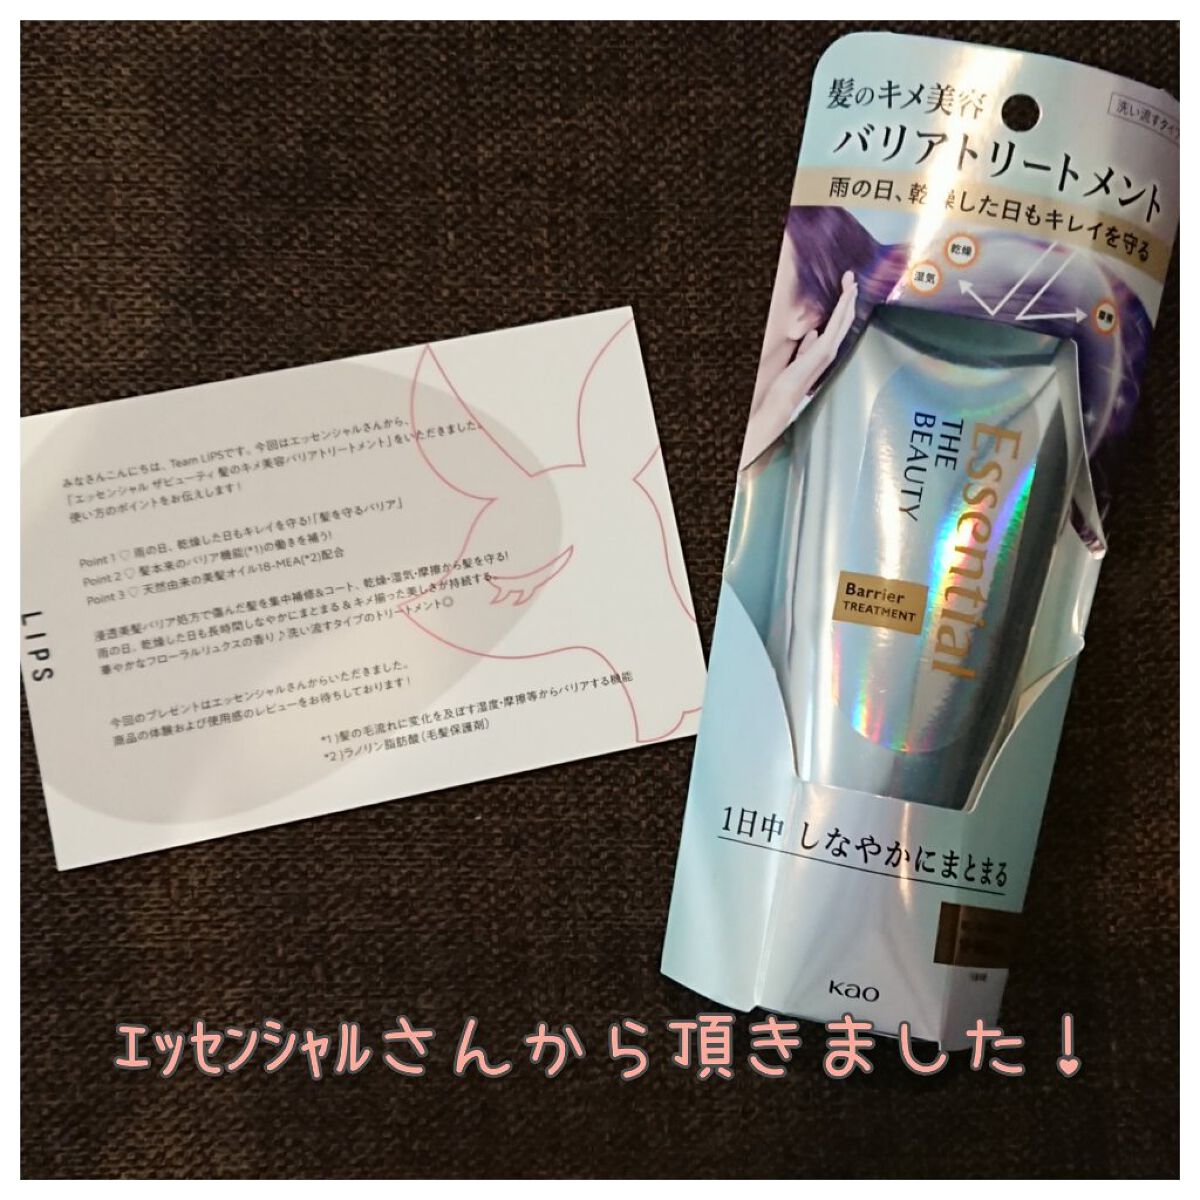 髪のキメ美容
洗い流すタイプ
バリアトリートメント
雨の日、乾燥した日もキレイを守る
乾燥
湿気
摩擦
Essential
THE
BEAUTY
Barrier
TREATMENT
1日中 しなやかにまとまる
Kao
みなさんこんにちは、Team LIPSです。今回はエッセンシャルさんから、
「エッセンシャル ザビューティ 髪のキメ美容バリアトリートメント」をいただきました。
使い方のポイントをお伝えします!
Point 1 ♡ 雨の日、乾燥した日もキレイを守る!「髪を守るバリア」
Point 2 ♡ 髪本来のバリア機能(*1)の働きを補う!
Point 3 ♡ 天然由来の美髪オイル18-MEA(*2)配合
浸透美髪バリア処方で傷んだ髪を集中補修&コート、乾燥・湿気・摩擦から髪を守る!
雨の日、乾燥した日も長時間しなやかにまとまる & キメ揃った美しさが持続する。
華やかなフローラルリュクスの香り♪洗い流すタイプのトリートメント◎
今回のプレゼントはエッセンシャルさんからいただきました。
商品の体験および使用感のレビューをお待ちしております!
*1 )髪の毛流れに変化を及ぼす湿度・摩擦等からバリアする機能
*2 )ラノリン脂肪酸(毛髪保護剤)
LIPS
ｴｯｾﾝｼｬﾙさんから頂きました!